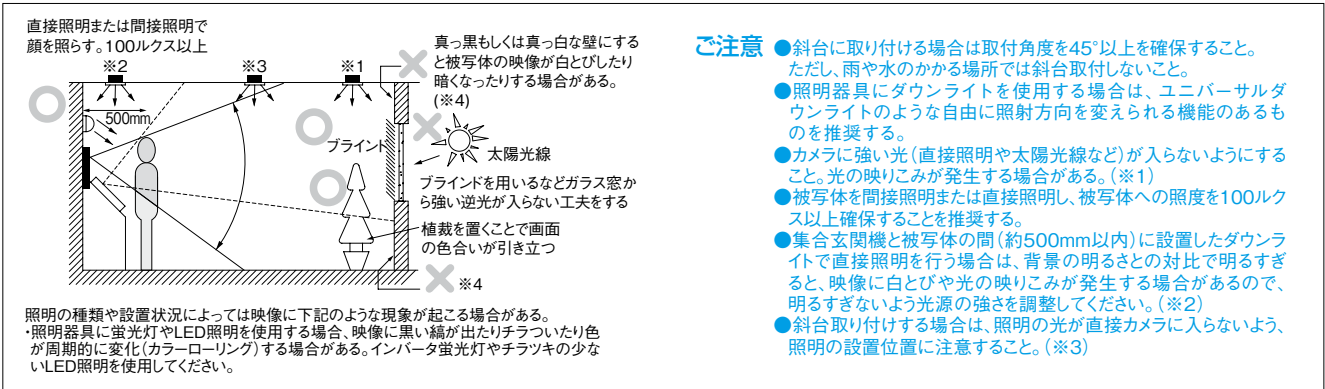 直接照明または間接照明で
顔を照らす。100ルクス以上
※2
※3
※1
500mm
ブラインド
真っ黒もしくは真っ白な壁にする
と被写体の映像が白とびしたり
暗くなったりする場合がある。
(※4)
太陽光線
ブラインドを用いるなどガラス窓か
ら強い逆光が入らない工夫をする
植裁を置くことで画面
の色合いが引き立つ
※4
照明の種類や設置状況によっては映像に下記のような現象が起こる場合がある。
・照明器具に蛍光灯やLED照明を使用する場合、映像に黒い縞が出たりチラついたり色
が周期的に変化(カラーローリング)する場合がある。インバータ蛍光灯やチラツキの少な
いLED照明を使用してください。
ご注意
●斜台に取り付ける場合は取付角度を45°以上を確保すること。
ただし、雨や水のかかる場所では斜台取付しないこと。
●照明器具にダウンライトを使用する場合は、ユニバーサルダ
ウンライトのような自由に照射方向を変えられる機能のあるも
のを推奨する。
●カメラに強い光(直接照明や太陽光線など)が入らないようにする
こと。光の映りこみが発生する場合がある。(※1)
●被写体を間接照明または直接照明し、被写体への照度を100ルク
ス以上確保することを推奨する。
●集合玄関機と被写体の間(約500mm以内)に設置したダウンラ
イトで直接照明を行う場合は、背景の明るさとの対比で明るすぎ
ると、映像に白とびや光の映りこみが発生する場合があるので、
明るすぎないよう光源の強さを調整してください。(※2)
●斜台取り付けする場合は、照明の光が直接カメラに入らないよう、
照明の設置位置に注意すること。(※3)